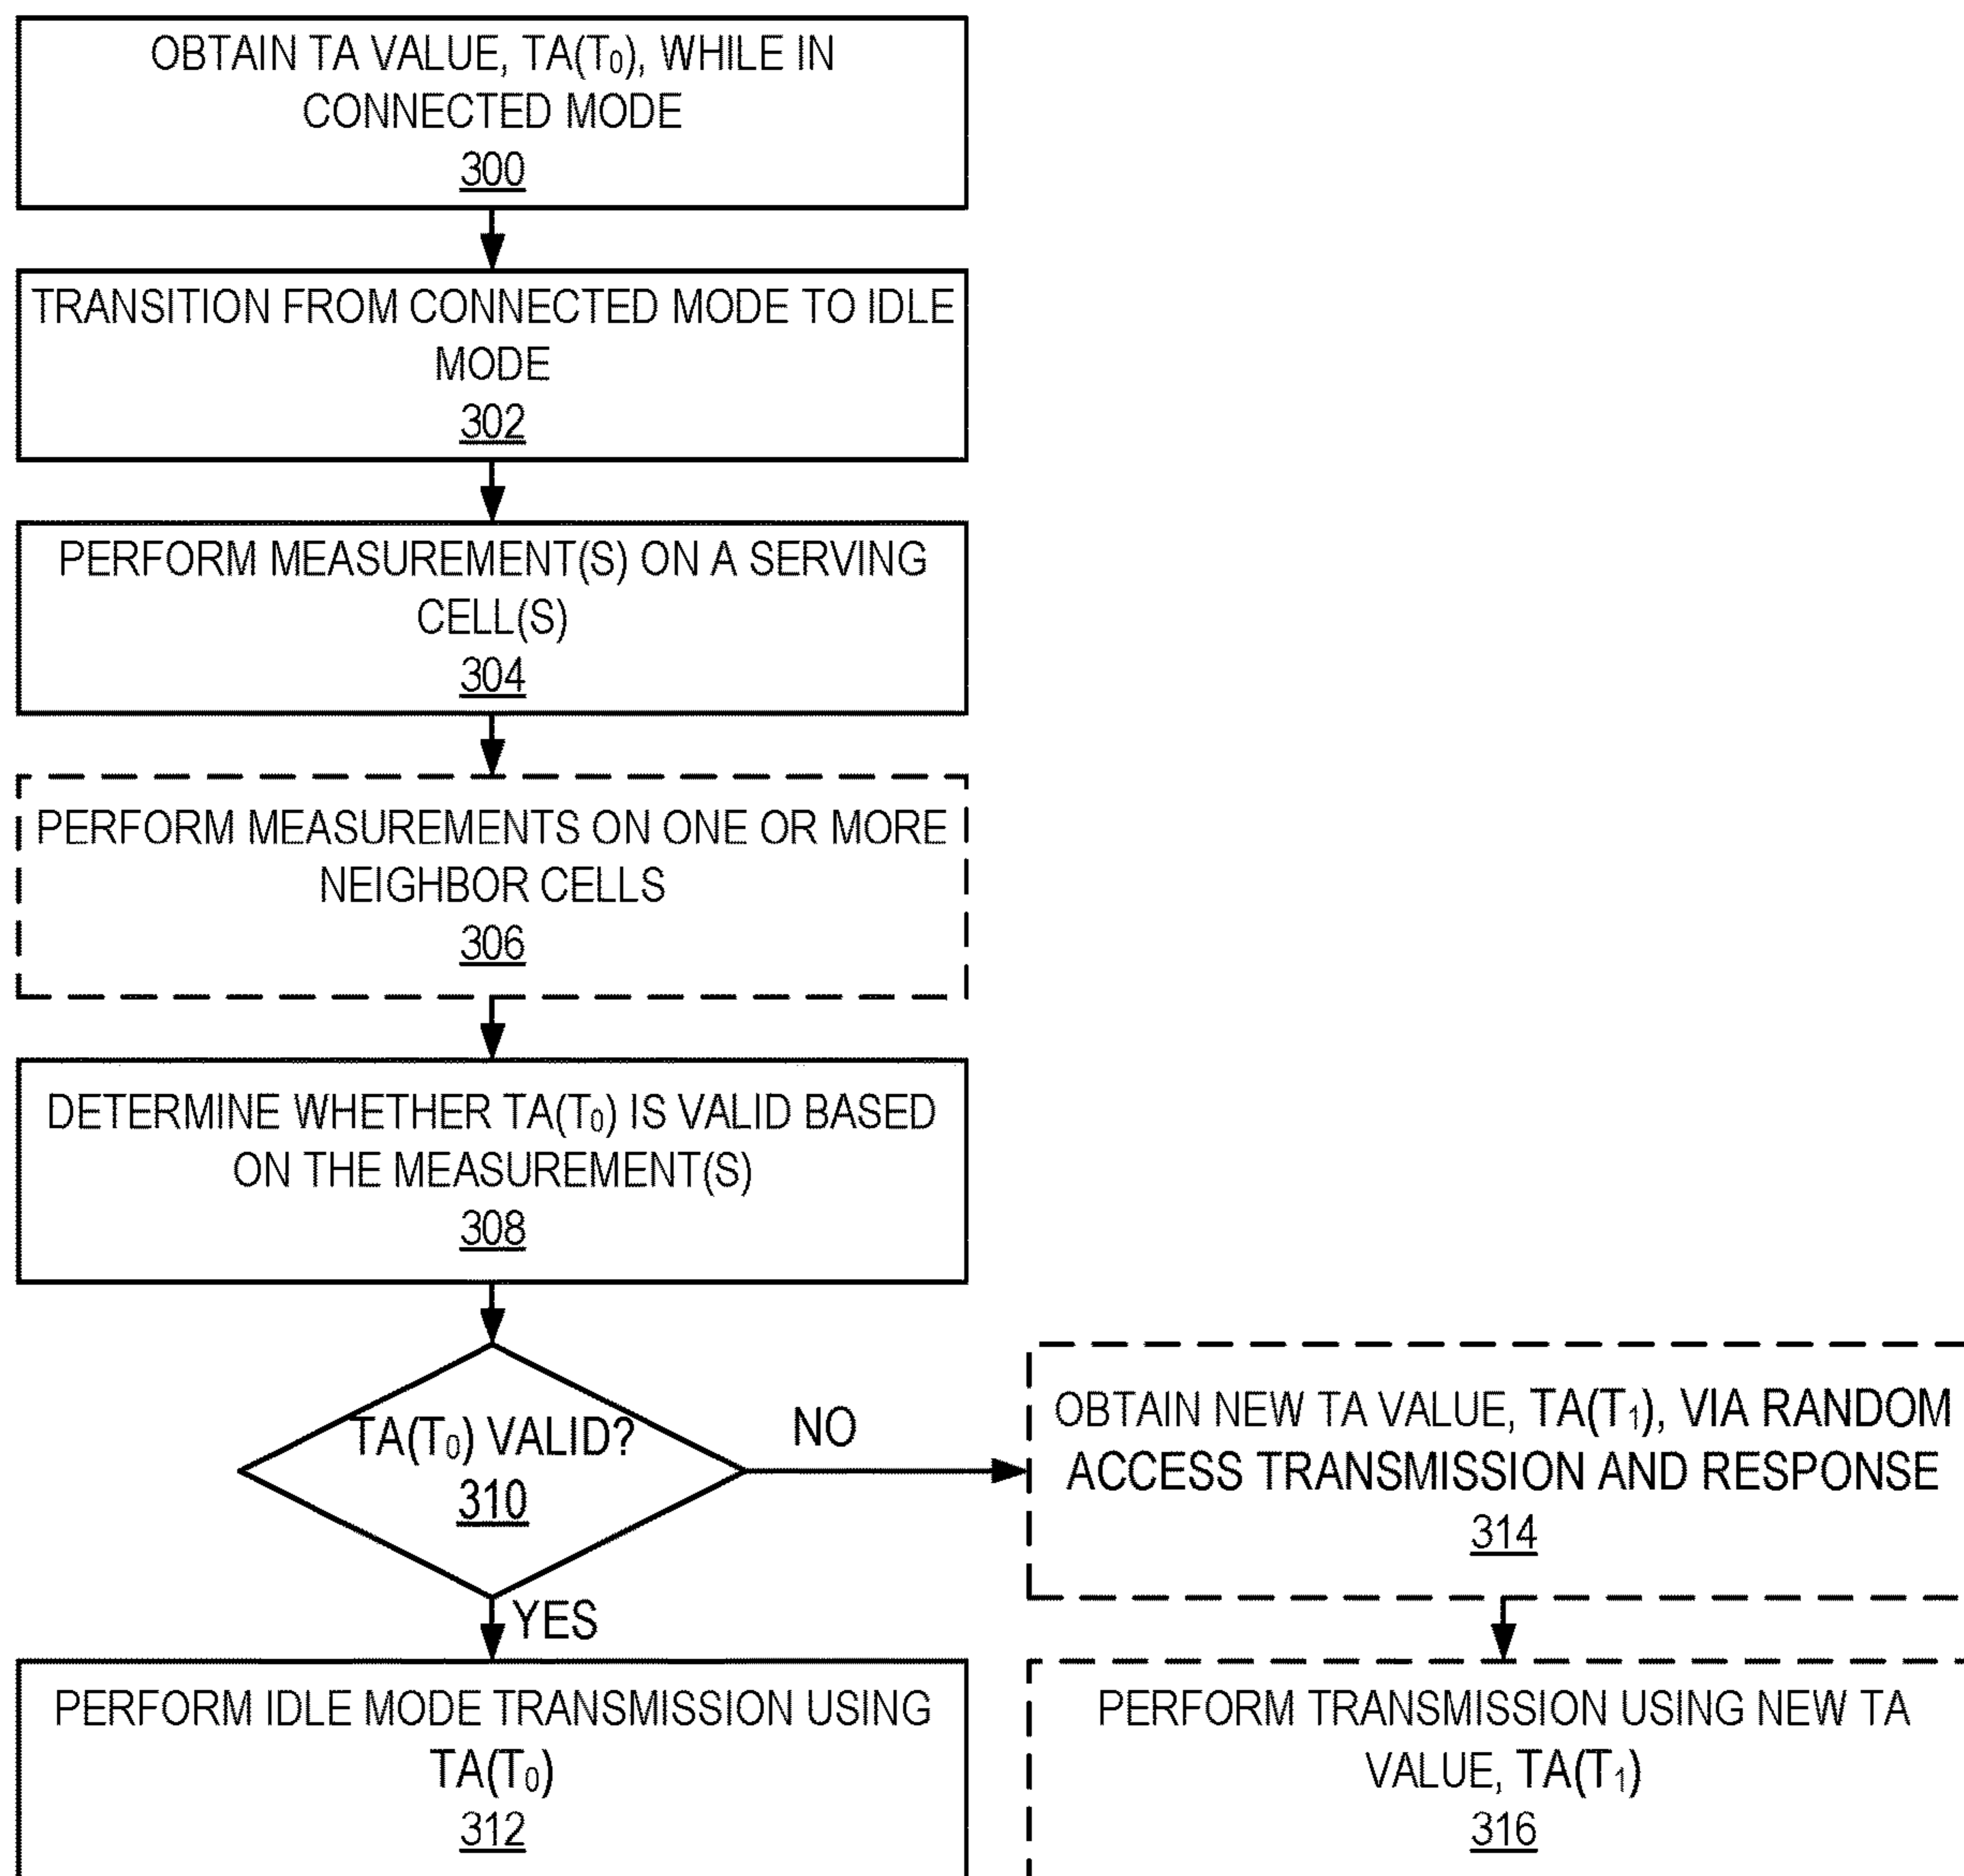 OBTAIN TA VALUE, TA(T₀), WHILE IN
CONNECTED MODE
300
TRANSITION FROM CONNECTED MODE TO IDLE
MODE
302
PERFORM MEASUREMENT(S) ON A SERVING
CELL(S)
304
PERFORM MEASUREMENTS ON ONE OR MORE
NEIGHBOR CELLS
306
DETERMINE WHETHER TA(T₀) IS VALID BASED
ON THE MEASUREMENT(S)
308
TA(T₀) VALID?
310
NO
YES
OBTAIN NEW TA VALUE, TA(T₁), VIA RANDOM
ACCESS TRANSMISSION AND RESPONSE
314
PERFORM IDLE MODE TRANSMISSION USING
TA(T₀)
312
PERFORM TRANSMISSION USING NEW TA
VALUE, TA(T₁)
316